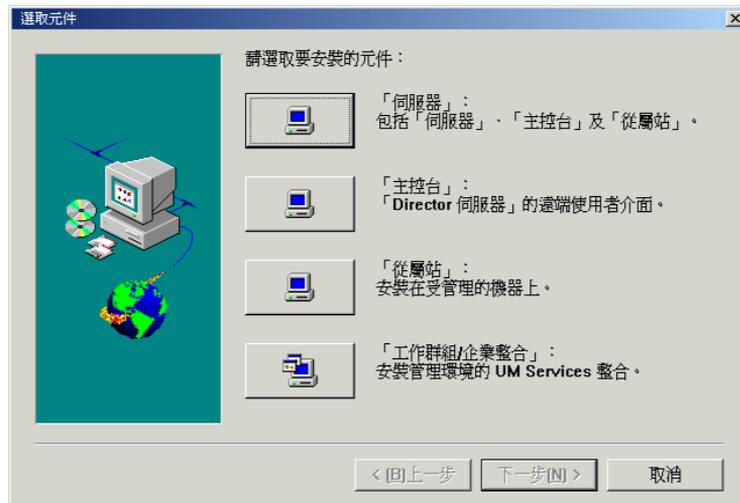 選取元件
請選取要安裝的元件：
「伺服器」：
包括「伺服器」、「主控台」及「從屬站」。
「主控台」：
「Director 伺服器」的遠端使用者介面。
「從屬站」：
安裝在受管理的機器上。
「工作群組/企業整合」：
安裝管理環境的 UM Services 整合。
< (B)上一步
下一步(N) >
取消